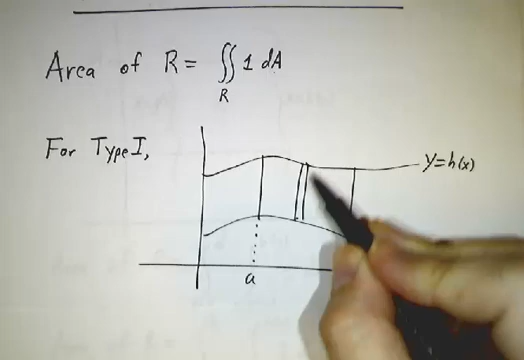 Area of R = ∬ 1 dA
R
For Type I,
y=h(x)
a